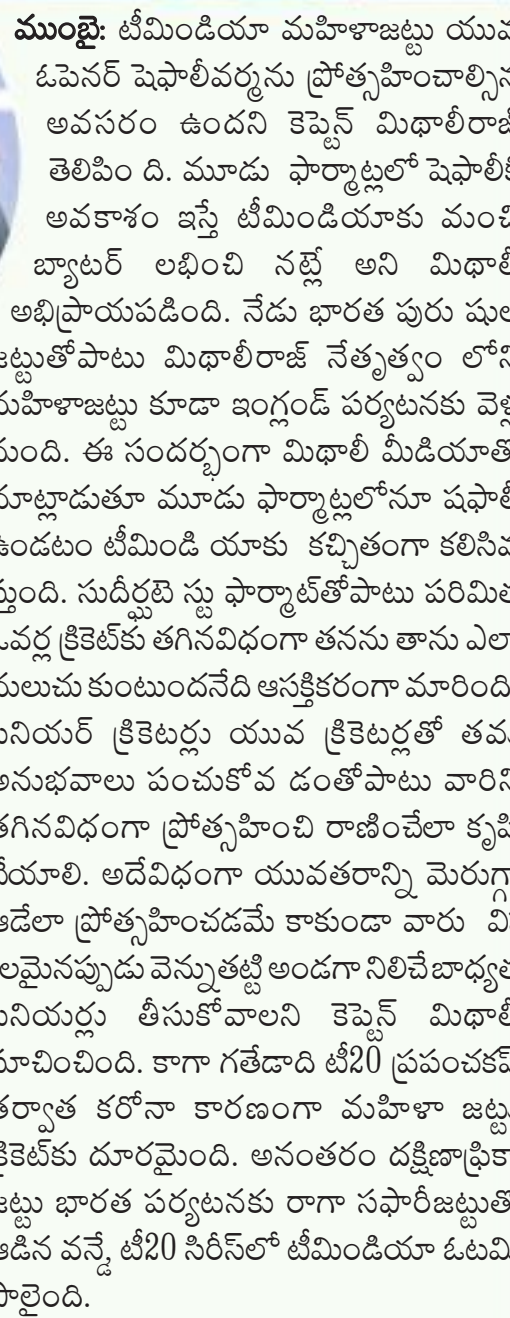 ముంబై: టీమిండియా మహిళాజట్టు యువ
ఓపెనర్ షెఫాలీవర్మను ప్రోత్సహించాల్సిన
అవసరం ఉందని కెప్టెన్ మిథాలీరాజ్
తెలిపిం ది. మూడు ఫార్మాట్లలో షెఫాలీకి
అవకాశం ఇస్తే టీమిండియాకు మంచి
బ్యాటర్ లభించి నట్లే అని మిథాలీ
అభిప్రాయపడింది. నేడు భారత పురు షుల
జట్టుతోపాటు మిథాలీరాజ్ నేతృత్వం లోని
మహిళాజట్టు కూడా ఇంగ్లండ్ పర్యటనకు వెళ్ల
నుంది. ఈ సందర్భంగా మిథాలీ మీడియాతో
మాట్లాడుతూ మూడు ఫార్మాట్లలోనూ షఫాలీ
ఉండటం టీమిండి యాకు కచ్చితంగా కలిసివ
స్తుంది. సుదీర్ఘటె స్టు ఫార్మాట్‌తోపాటు పరిమిత
ఓవర్ల క్రికెట్‌కు తగినవిధంగా తనను తాను ఎలా
మలుచు కుంటుందనేది ఆసక్తికరంగా మారింది.
సీనియర్ క్రికెటర్లు యువ క్రికెటర్లతో తమ
అనుభవాలు పంచుకోవ డంతోపాటు వారిని
తగినవిధంగా ప్రోత్సహించి రాణించేలా కృషి
చేయాలి. అదేవిధంగా యువతరాన్ని మెరుగ్గా
ఆడేలా ప్రోత్సహించడమే కాకుండా వారు విఫ
లమైనప్పుడు వెన్నుతట్టి అండగా నిలిచే బాధ్యత
సీనియర్లు తీసుకోవాలని కెప్టెన్ మిథాలీ
సూచించింది. కాగా గతేడాది టీ20 ప్రపంచకప్
తర్వాత కరోనా కారణంగా మహిళా జట్టు
క్రికెట్‌కు దూరమైంది. అనంతరం దక్షిణాఫ్రికా
జట్టు భారత పర్యటనకు రాగా సఫారీజట్టుతో
ఆడిన వన్డే, టీ20 సిరీస్‌లో టీమిండియా ఓటమి
పాలైంది.